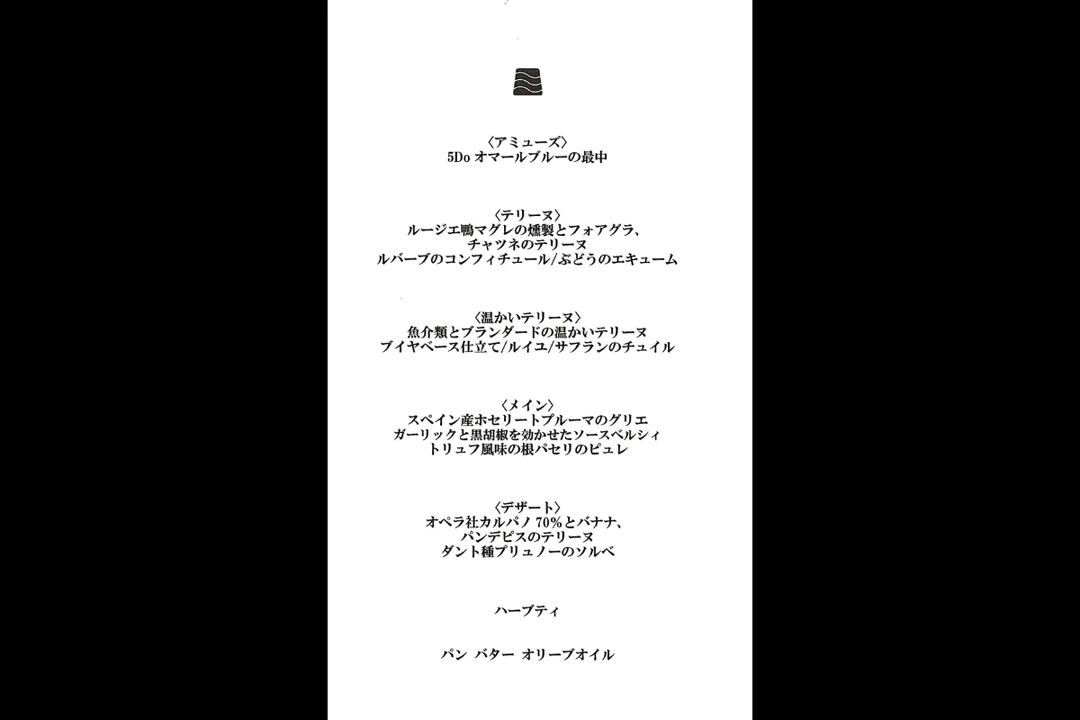 〈アミューズ〉
5Do オマールブルーの最中
〈テリーヌ〉
ルージエ鴨マグレの燻製とフォアグラ、
チャツネのテリーヌ
ルバーブのコンフィチュール/ぶどうのエキューム
〈温かいテリーヌ〉
魚介類とブランダードの温かいテリーヌ
ブイヤベース仕立て/ルイユ/サフランのチュイル
〈メイン〉
スペイン産ホセリートプルーマのグリエ
ガーリックと黒胡椒を効かせたソースベルシィ
トリュフ風味の根パセリのピュレ
〈デザート〉
オペラ社カルパノ 70%とバナナ、
パンデピスのテリーヌ
ダント種プリュノーのソルベ
ハーブティ
パン バター オリーブオイル